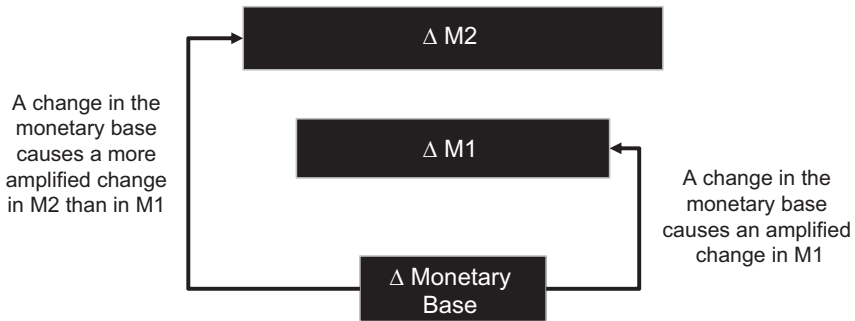 Δ M2
A change in the
monetary base
causes a more
amplified change
in M2 than in M1
Δ M1
A change in the
monetary base
causes an amplified
change in M1
Δ Monetary
Base